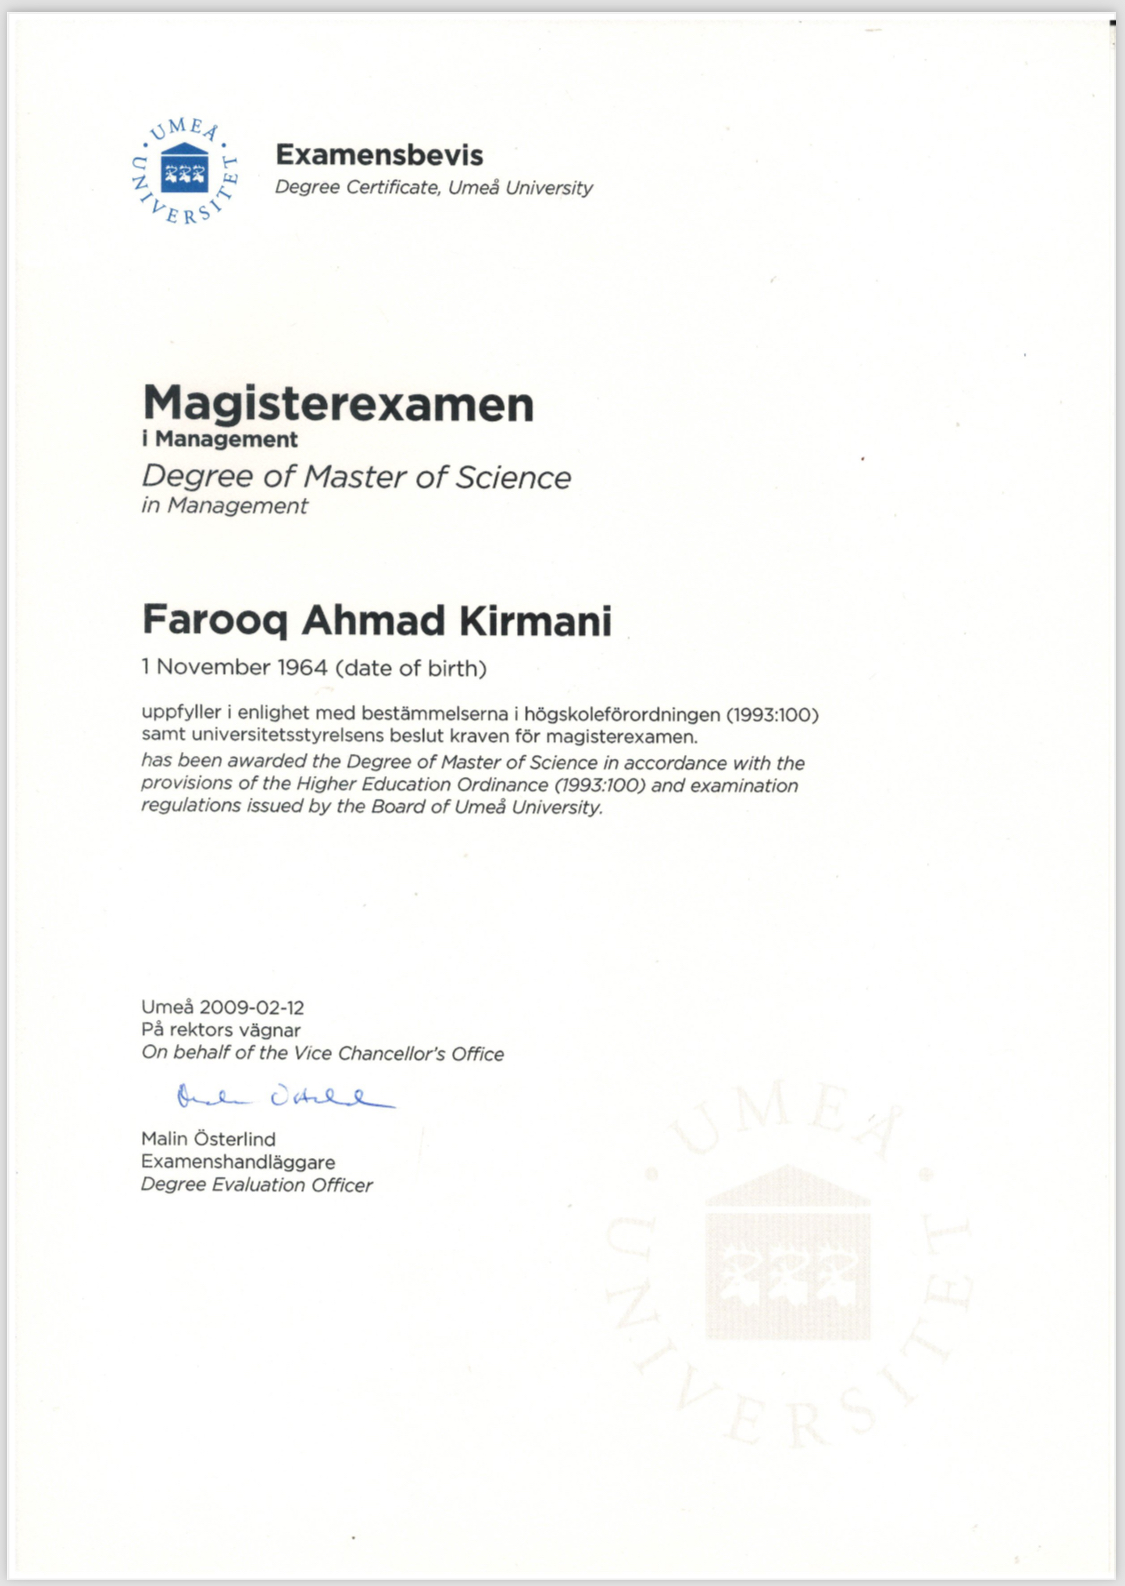 UMEÅ UNIVERSITET
Examensbevis
Degree Certificate, Umeå University
Magisterexamen
i Management
Degree of Master of Science
in Management
Farooq Ahmad Kirmani
1 November 1964 (date of birth)
uppfyller i enlighet med bestämmelserna i högskoleförordningen (1993:100)
samt universitetsstyrelsens beslut kraven för magisterexamen.
has been awarded the Degree of Master of Science in accordance with the
provisions of the Higher Education Ordinance (1993:100) and examination
regulations issued by the Board of Umeå University.
Umeå 2009-02-12
På rektors vägnar
On behalf of the Vice Chancellor's Office
Malin Österlind
Examenshandläggare
Degree Evaluation Officer
UMEÅ UNIVERSITET